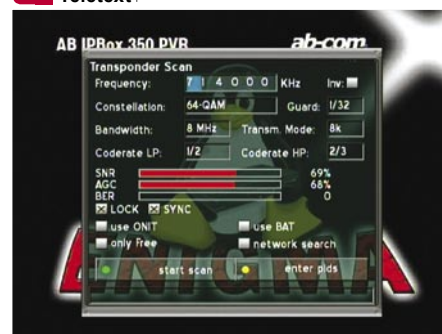 Teletext
AB IPBox 350 PVR
ab-com
Transponder Scan
Frequency: 714000 KHz Inv:
Constellation: 64-QAM Guard: 1/32
Bandwidth: 8 MHz Transm. Mode: 8k
Coderate LP: 1/2 Coderate HP: 2/3
SNR 69%
AGC 68%
BER 0
LOCK SYNC
use ONIT use BAT
only Free network search
start scan enter pids
ENIGMA